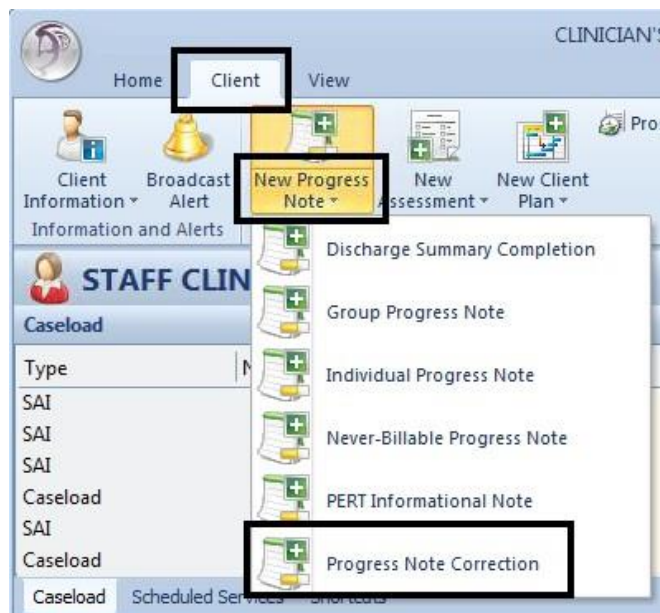 CLINICIAN'S
Home Client View
Client Information
Broadcast Alert
New Progress Note
New Assessment
New Client Plan
Pro
Information and Alerts
STAFF CLIN
Caseload
Type N
SAI
SAI
SAI
Caseload
SAI
Caseload
Discharge Summary Completion
Group Progress Note
Individual Progress Note
Never-Billable Progress Note
PERT Informational Note
Progress Note Correction
Caseload Scheduled Services Shortcuts